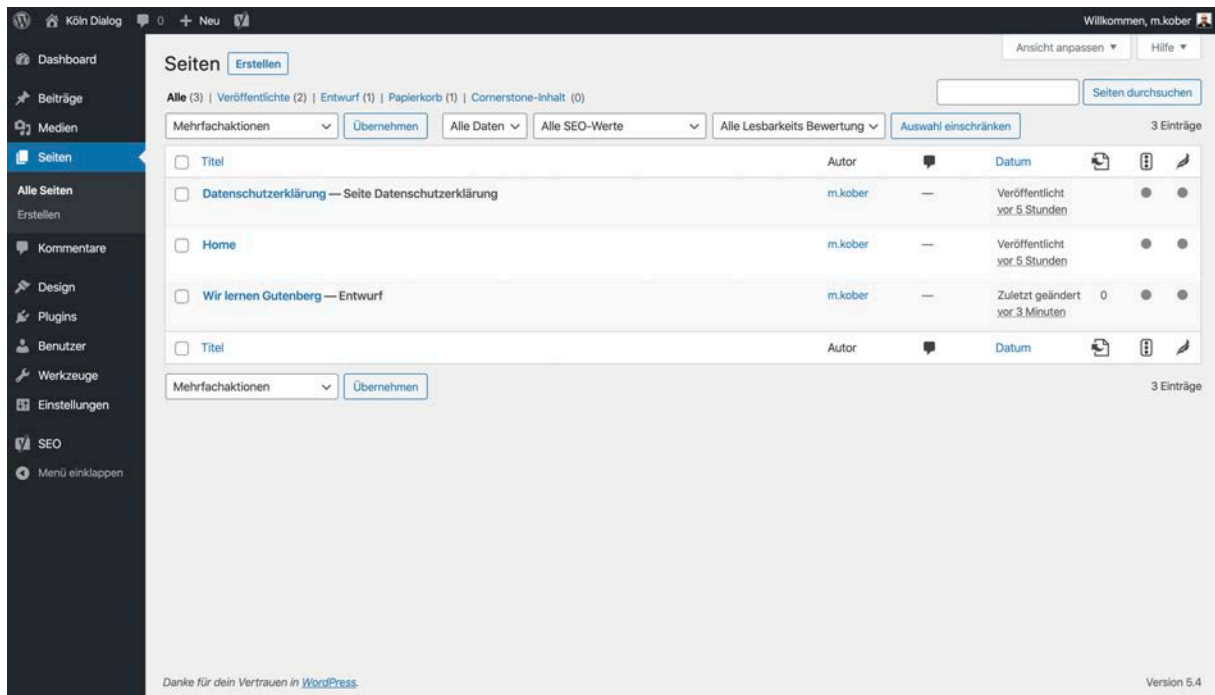 Köln Dialog 0 Neu Willkommen, m.kober
Dashboard
Beiträge
Medien
Seiten
Alle Seiten
Erstellen
Kommentare
Design
Plugins
Benutzer
Werkzeuge
Einstellungen
SEO
Menü einklappen
Ansicht anpassen Hilfe
Seiten Erstellen
Alle (3) | Veröffentlichte (2) | Entwurf (1) | Papierkorb (1) | Cornerstone-Inhalt (0)
Seiten durchsuchen
Mehrfachaktionen Übernehmen Alle Daten Alle SEO-Werte Alle Lesbarkeits Bewertung Auswahl einschränken 3 Einträge
Titel Autor Datum
Datenschutzerklärung — Seite Datenschutzerklärung m.kober — Veröffentlicht
vor 5 Stunden
Home m.kober — Veröffentlicht
vor 5 Stunden
Wir lernen Gutenberg — Entwurf m.kober — Zuletzt geändert 0
vor 3 Minuten
Titel Autor Datum
Mehrfachaktionen Übernehmen 3 Einträge
Danke für dein Vertrauen in WordPress. Version 5.4